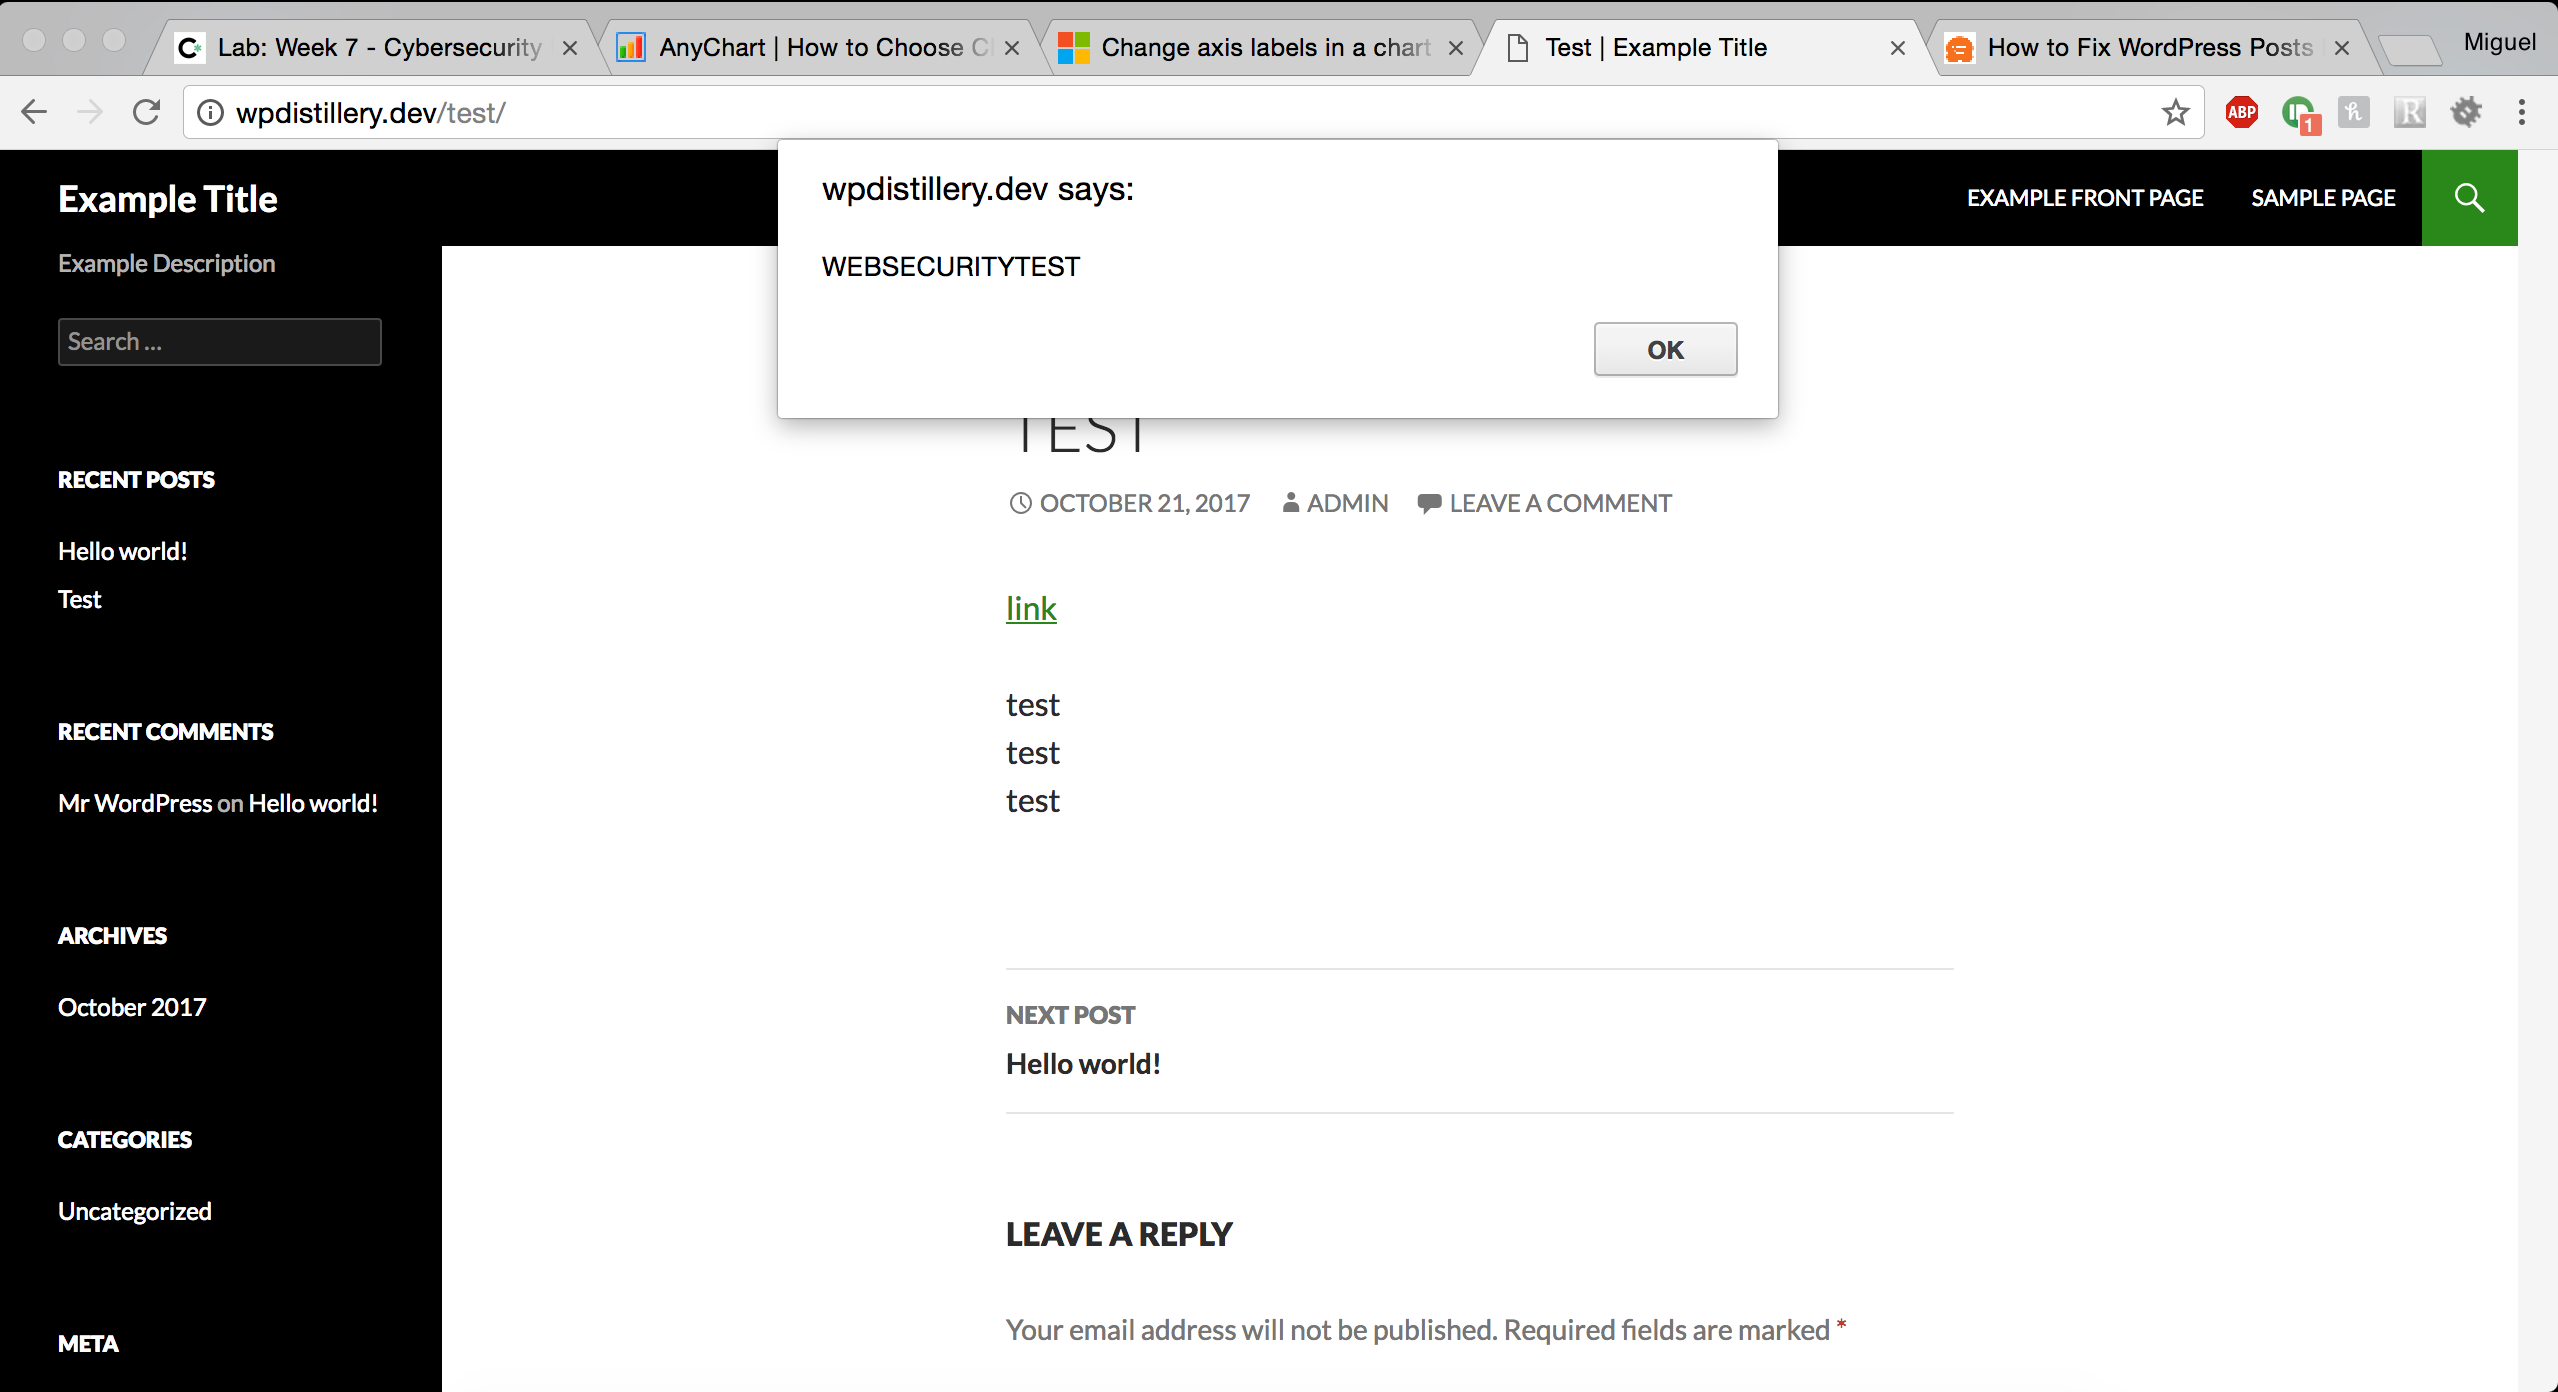 Lab: Week 7 - Cybersecurity
AnyChart | How to Choose C
Change axis labels in a chart
Test | Example Title
How to Fix WordPress Posts
Miguel
wpdistillery.dev/test/
ABP
1
h
R
Example Title
Example Description
Search ...
RECENT POSTS
Hello world!
Test
RECENT COMMENTS
Mr WordPress on Hello world!
ARCHIVES
October 2017
CATEGORIES
Uncategorized
META
EXAMPLE FRONT PAGE
SAMPLE PAGE
wpdistillery.dev says:
WEBSECURITYTEST
OK
TEST
OCTOBER 21, 2017
ADMIN
LEAVE A COMMENT
link
test
test
test
NEXT POST
Hello world!
LEAVE A REPLY
Your email address will not be published. Required fields are marked *